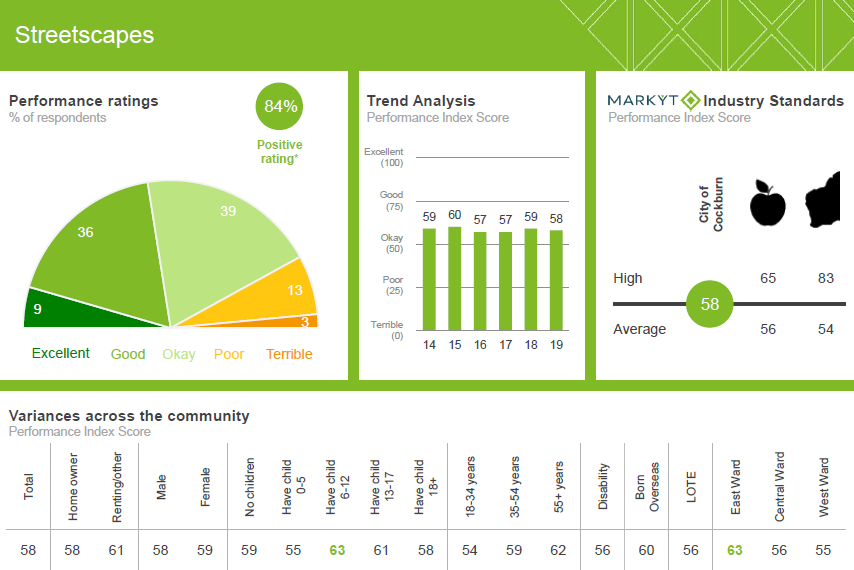 Streetscapes
Performance ratings
% of respondents
84%
Positive
rating*
9
36
39
13
3
Excellent Good Okay Poor Terrible
Trend Analysis
Performance Index Score
Excellent
(100)
Good
(75)
Okay
(50)
Poor
(25)
Terrible
(0)
59 60 57 57 59 58
14 15 16 17 18 19
MARKYT Industry Standards
Performance Index Score
City of
Cockburn
High 65 83
58
Average 56 54
Variances across the community
Performance Index Score
Total
Home owner
Renting/other
Male
Female
No children
Have child
0-5
Have child
6-12
Have child
13-17
Have child
18+
18-34 years
35-54 years
55+ years
Disability
Born
Overseas
LOTE
East Ward
Central Ward
West Ward
58 58 61 58 59 59 55 63 61 58 54 59 62 56 60 56 63 56 55